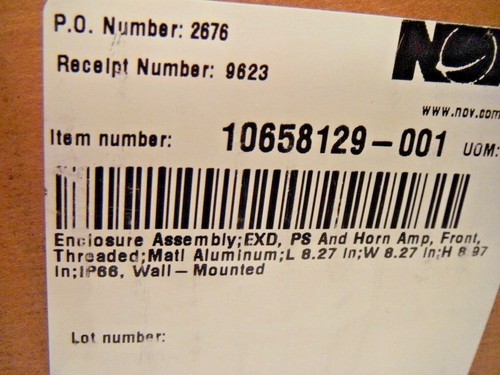 P.O. Number: 2676
NOV
Receipt Number: 9623
www.nov.com
Item number: 10658129-001 UOM:
Enclosure Assembly;EXD, PS And Horn Amp, Front,
Threaded;Matl Aluminum;L 8.27 In;W 8.27 In;H 8.97
In;IP66, Wall-Mounted
Lot number: